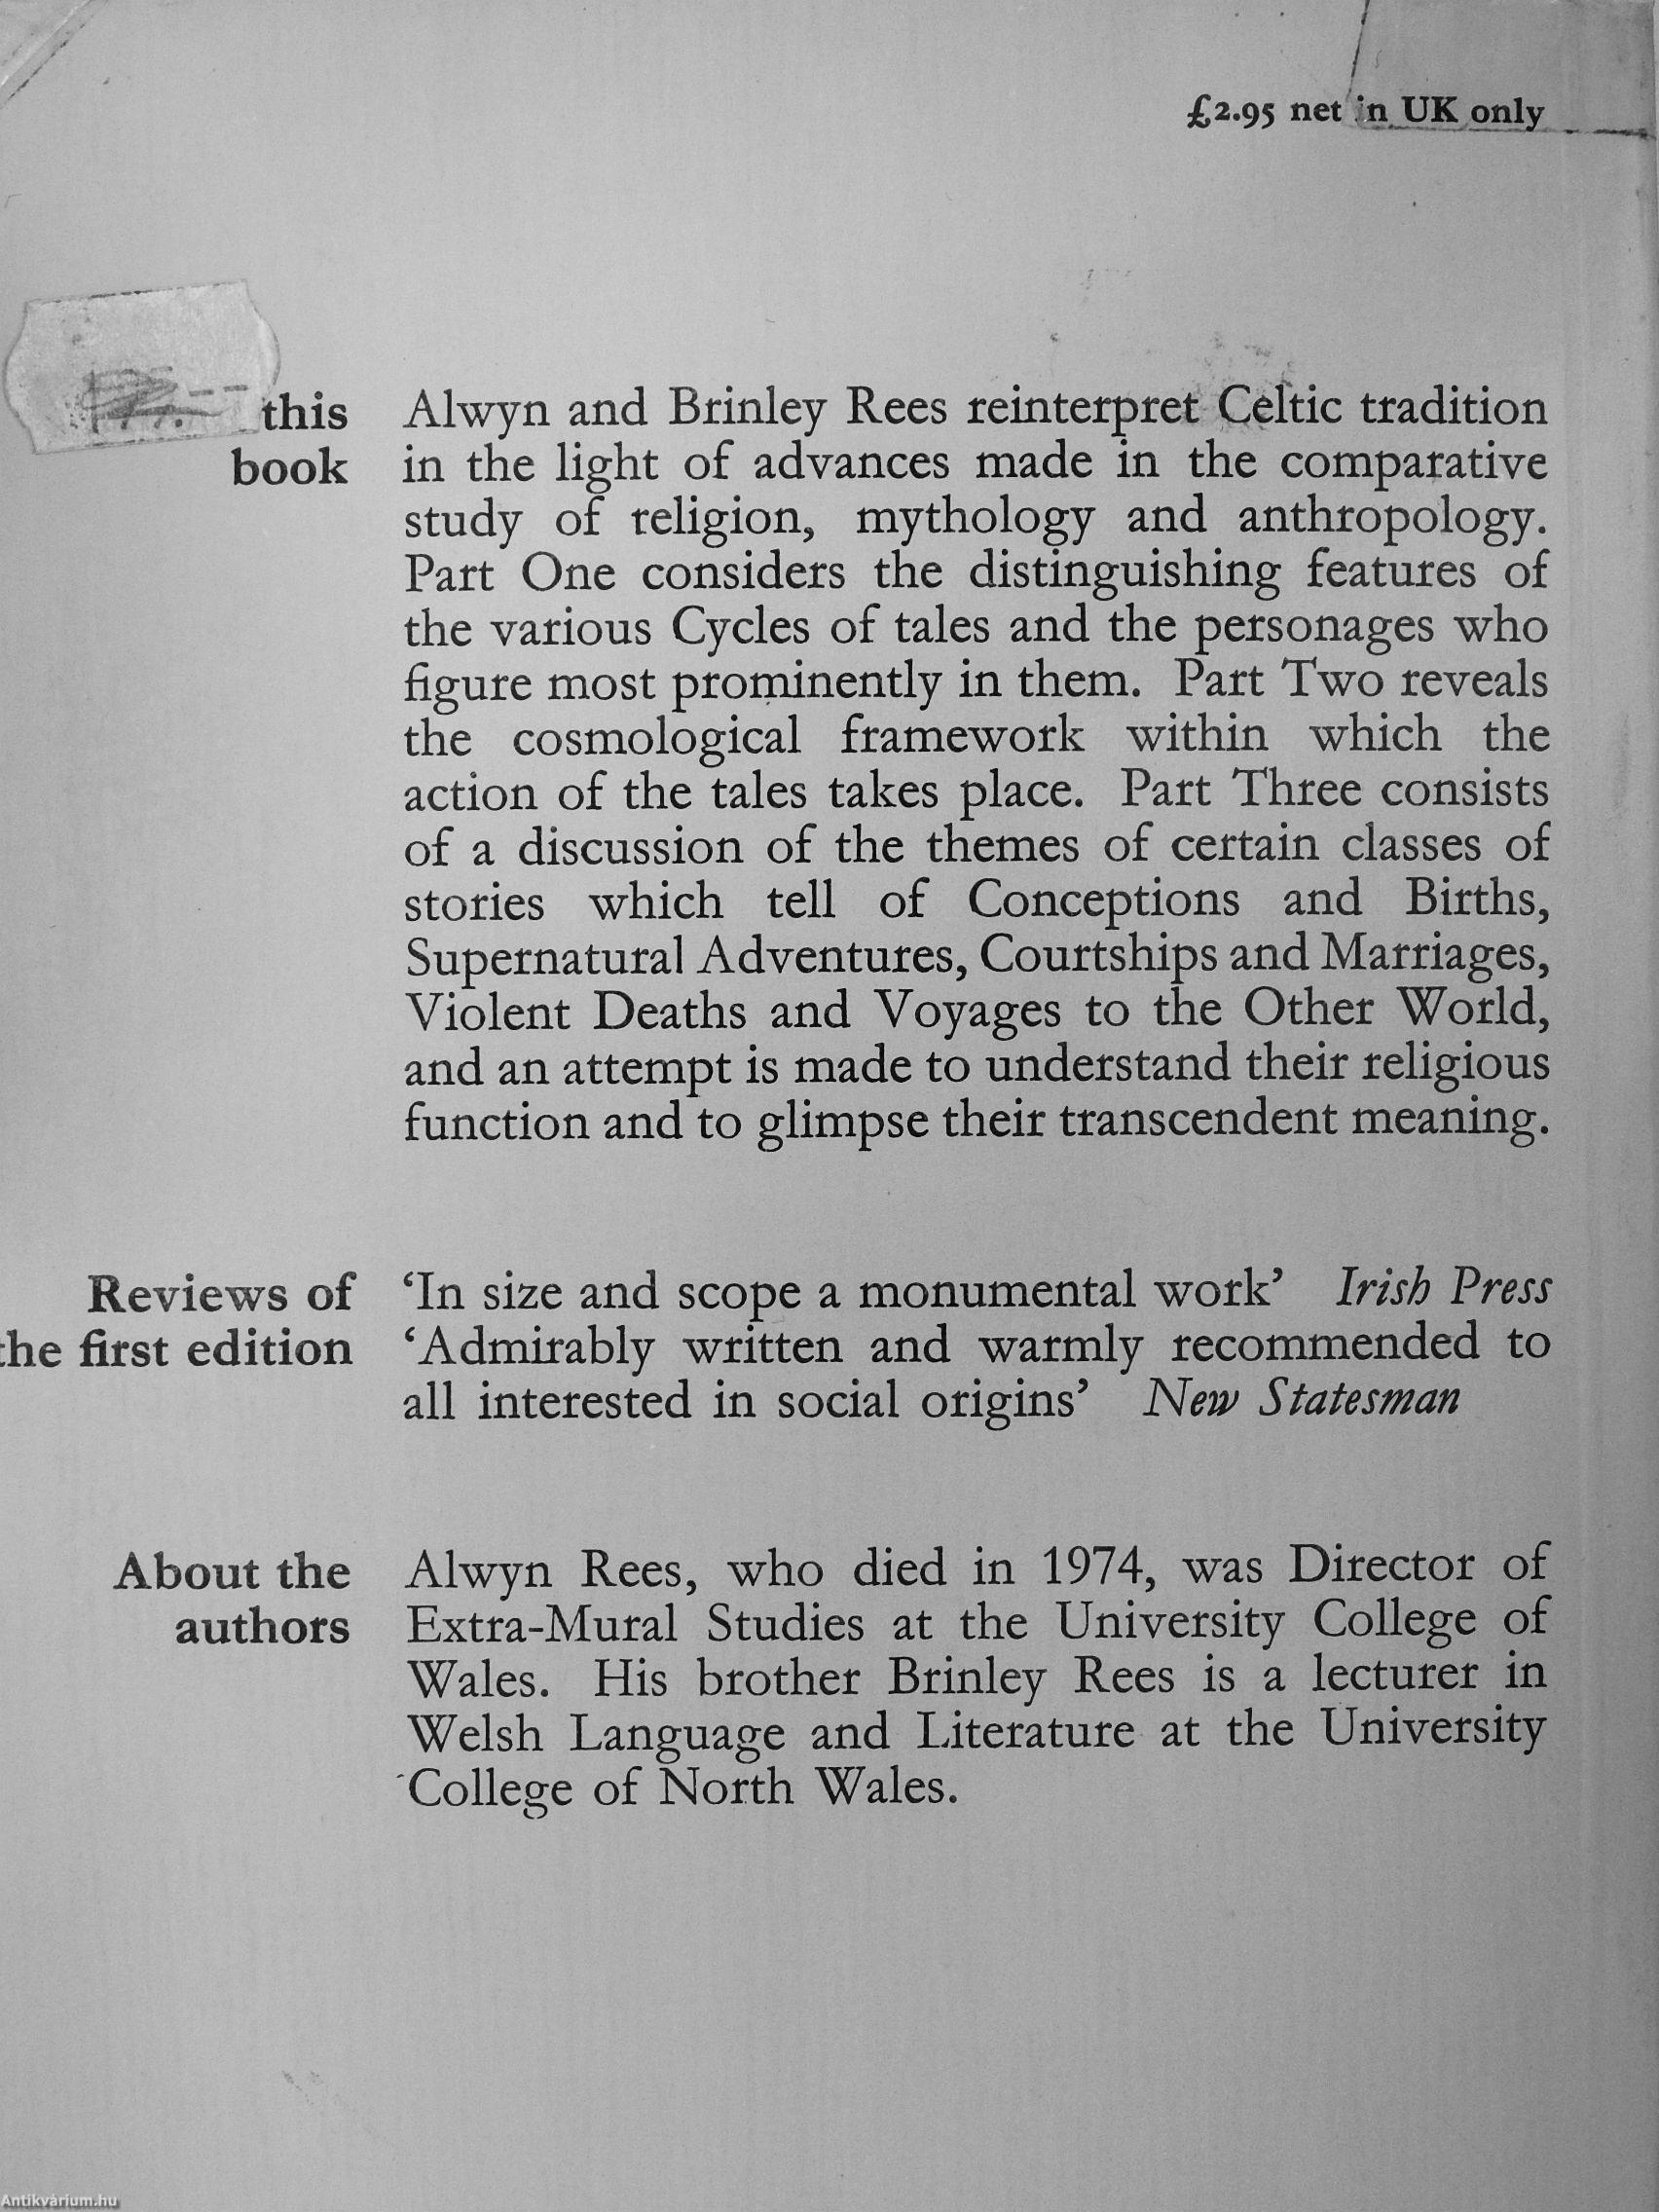 £2.95 net in UK only
this
book
Alwyn and Brinley Rees reinterpret Celtic tradition
in the light of advances made in the comparative
study of religion, mythology and anthropology.
Part One considers the distinguishing features of
the various Cycles of tales and the personages who
figure most prominently in them. Part Two reveals
the cosmological framework within which the
action of the tales takes place. Part Three consists
of a discussion of the themes of certain classes of
stories which tell of Conceptions and Births,
Supernatural Adventures, Courtships and Marriages,
Violent Deaths and Voyages to the Other World,
and an attempt is made to understand their religious
function and to glimpse their transcendent meaning.
Reviews of
the first edition
‘In size and scope a monumental work’ Irish Press
‘Admirably written and warmly recommended to
all interested in social origins’ New Statesman
About the
authors
Alwyn Rees, who died in 1974, was Director of
Extra-Mural Studies at the University College of
Wales. His brother Brinley Rees is a lecturer in
Welsh Language and Literature at the University
College of North Wales.
Antikvárium.hu